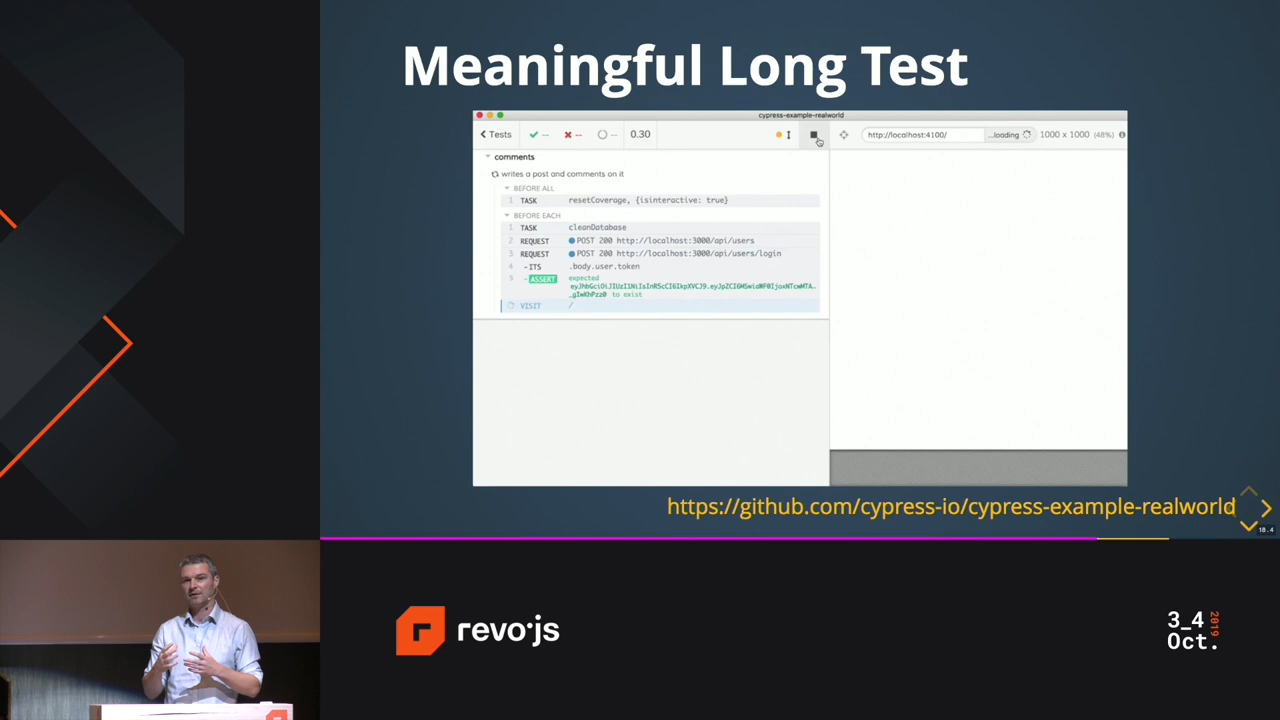 Meaningful Long Test
cypress-example-realworld
Tests -- -- -- 0.30
http://localhost:4100/ ...loading 1000 x 1000 (48%)
comments
writes a post and comments on it
BEFORE ALL
1 TASK resetCoverage, {isinteractive: true}
BEFORE EACH
1 TASK cleanDatabase
2 REQUEST POST 200 http://localhost:3000/api/users
3 REQUEST POST 200 http://localhost:3000/api/users/login
4 -ITS .body.user.token
5 -ASSERT expected
to exist
VISIT /
https://github.com/cypress-io/cypress-example-realworld
18.4
r revo·js
3_4 2019
Oct.